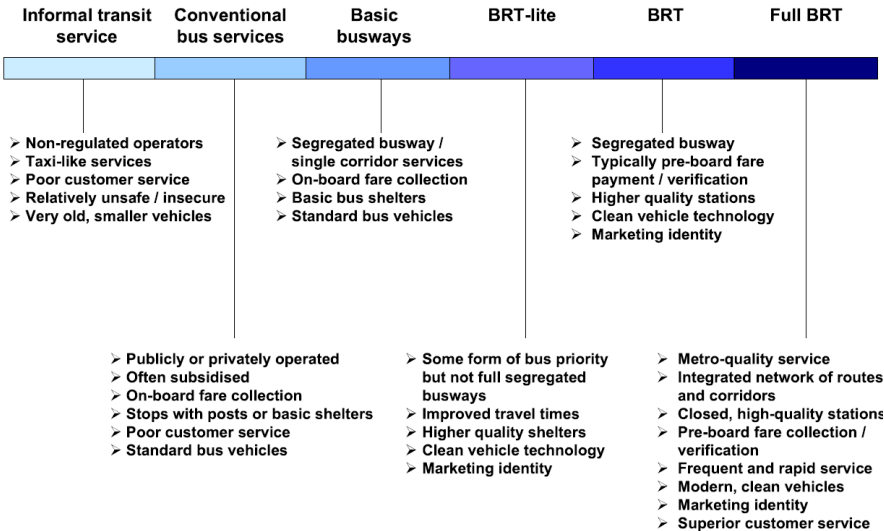 Informal transit
service
Conventional
bus services
Basic
busways
BRT-lite
BRT
Full BRT
➢ Non-regulated operators
➢ Taxi-like services
➢ Poor customer service
➢ Relatively unsafe / insecure
➢ Very old, smaller vehicles
➢ Segregated busway /
single corridor services
➢ On-board fare collection
➢ Basic bus shelters
➢ Standard bus vehicles
➢ Segregated busway
➢ Typically pre-board fare
payment / verification
➢ Higher quality stations
➢ Clean vehicle technology
➢ Marketing identity
➢ Publicly or privately operated
➢ Often subsidised
➢ On-board fare collection
➢ Stops with posts or basic shelters
➢ Poor customer service
➢ Standard bus vehicles
➢ Some form of bus priority
but not full segregated
busways
➢ Improved travel times
➢ Higher quality shelters
➢ Clean vehicle technology
➢ Marketing identity
➢ Metro-quality service
➢ Integrated network of routes
and corridors
➢ Closed, high-quality stations
➢ Pre-board fare collection /
verification
➢ Frequent and rapid service
➢ Modern, clean vehicles
➢ Marketing identity
➢ Superior customer service